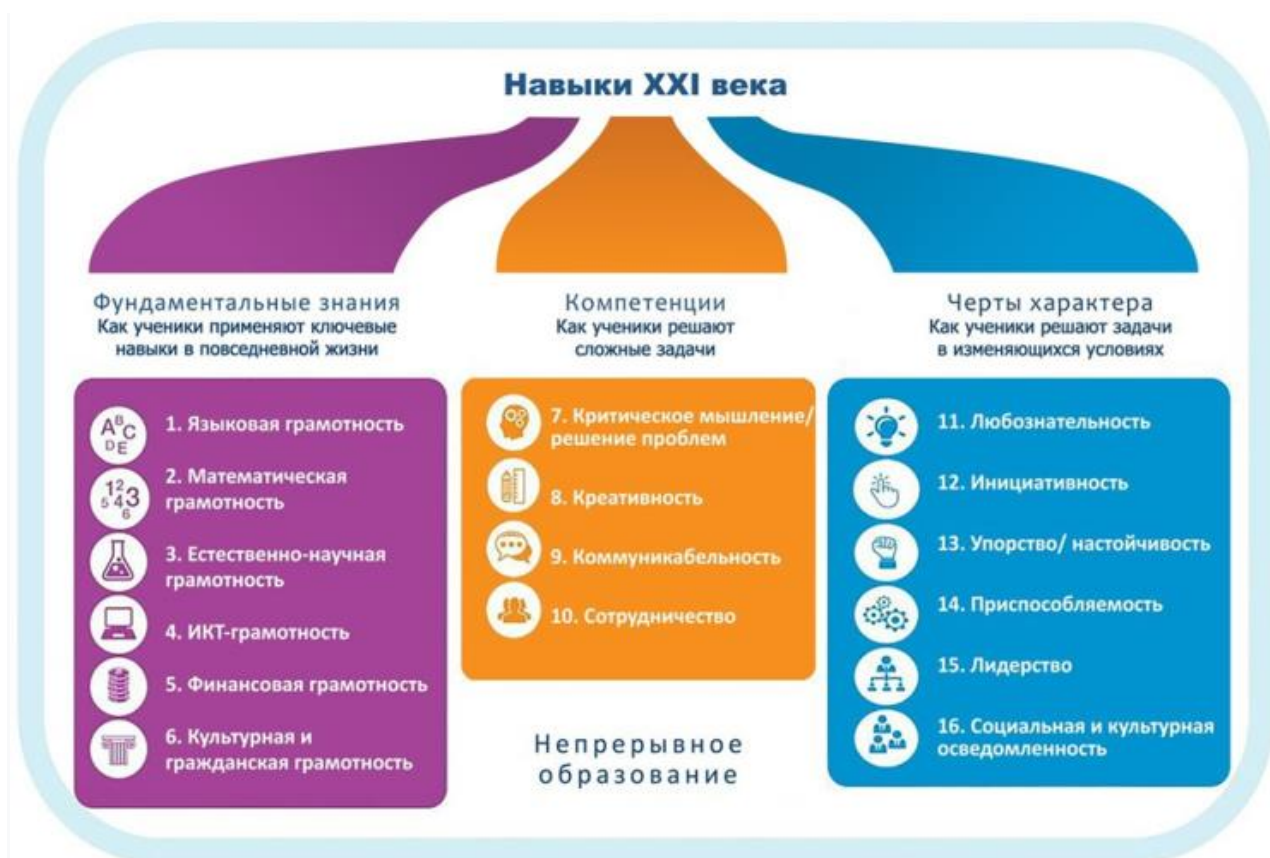 Навыки XXI века
Фундаментальные знания
Как ученики применяют ключевые
навыки в повседневной жизни
1. Языковая грамотность
2. Математическая
грамотность
3. Естественно-научная
грамотность
4. ИКТ-грамотность
5. Финансовая грамотность
6. Культурная и
гражданская грамотность
Компетенции
Как ученики решают
сложные задачи
7. Критическое мышление/
решение проблем
8. Креативность
9. Коммуникабельность
10. Сотрудничество
Непрерывное
образование
Черты характера
Как ученики решают задачи
в изменяющихся условиях
11. Любознательность
12. Инициативность
13. Упорство/ настойчивость
14. Приспособляемость
15. Лидерство
16. Социальная и культурная
осведомленность